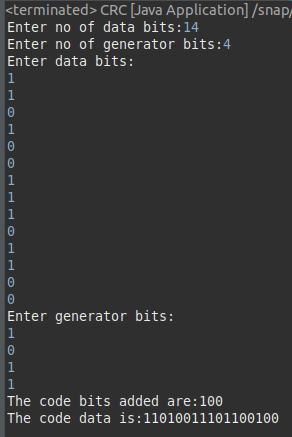 <terminated> CRC [Java Application] /snap/
Enter no of data bits:14
Enter no of generator bits:4
Enter data bits:
1
1
0
1
0
0
1
1
1
0
1
1
0
0
Enter generator bits:
1
0
1
1
The code bits added are:100
The code data is:11010011101100100